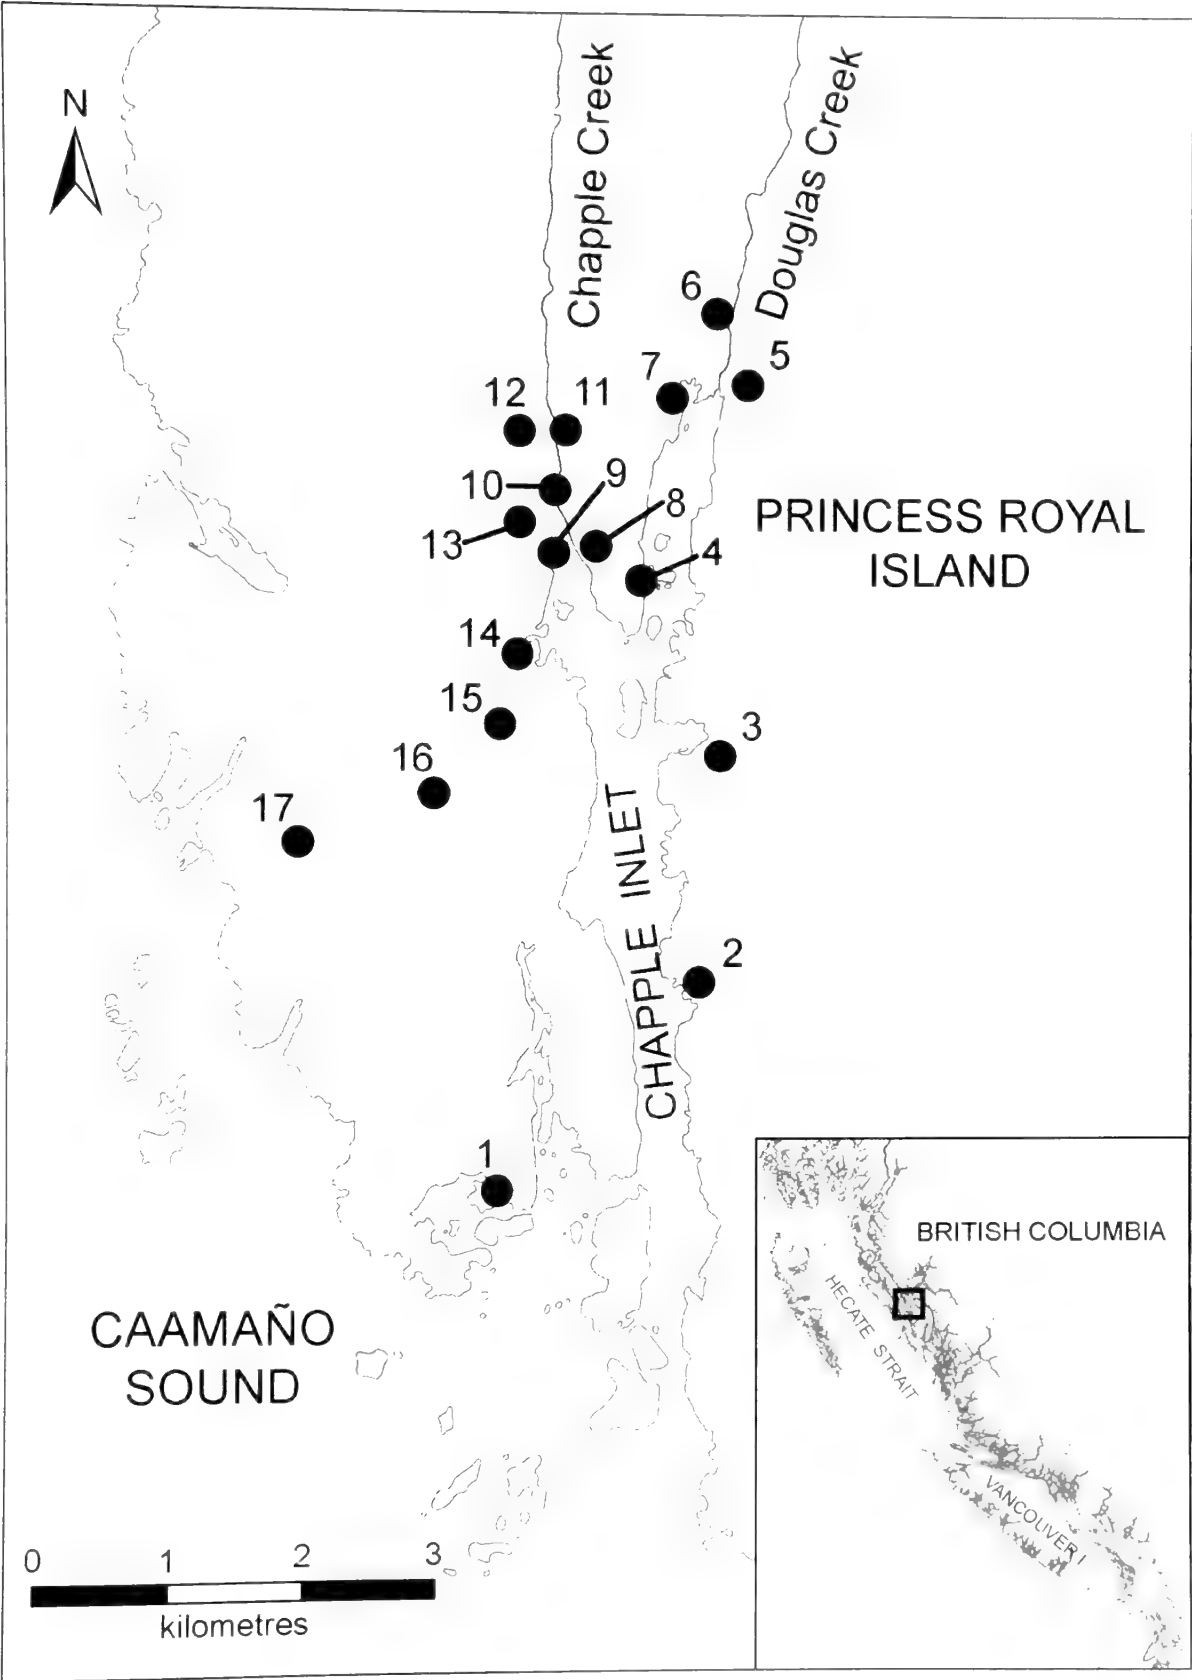 N
Chapple Creek
Douglas Creek
6
5
7
12
11
10
9
8
13
4
PRINCESS ROYAL
ISLAND
14
15
3
16
17
CHAPPLE INLET
2
1
BRITISH COLUMBIA
HECATE STRAIT
VANCOUVER I
CAAMAÑO
SOUND
0 1 2 3
kilometres